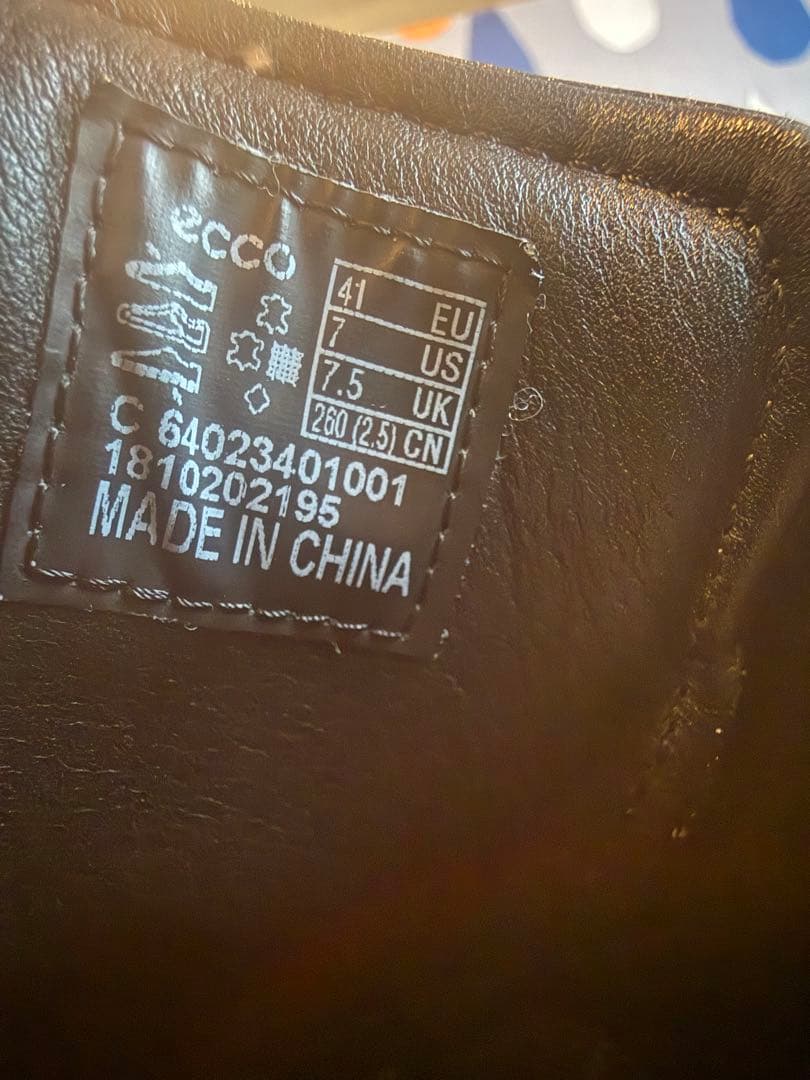 ecco
41 EU
7 US
7.5 UK
260 (2.5) CN
C 64023401001
1810202195
MADE IN CHINA